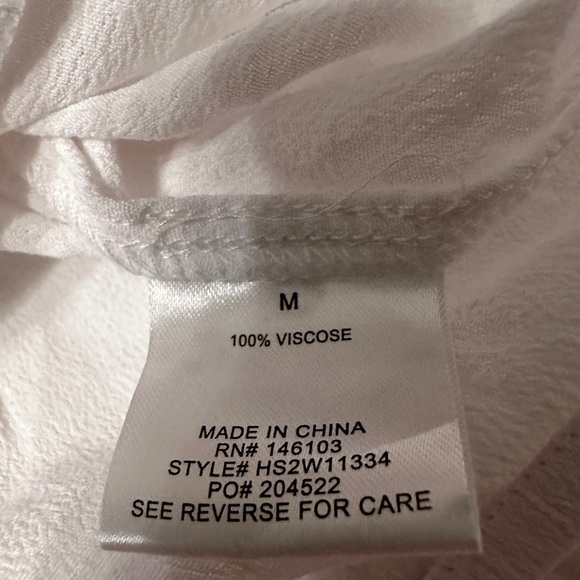 M
100% VISCOSE
MADE IN CHINA
RN# 146103
STYLE# HS2W11334
PO# 204522
SEE REVERSE FOR CARE